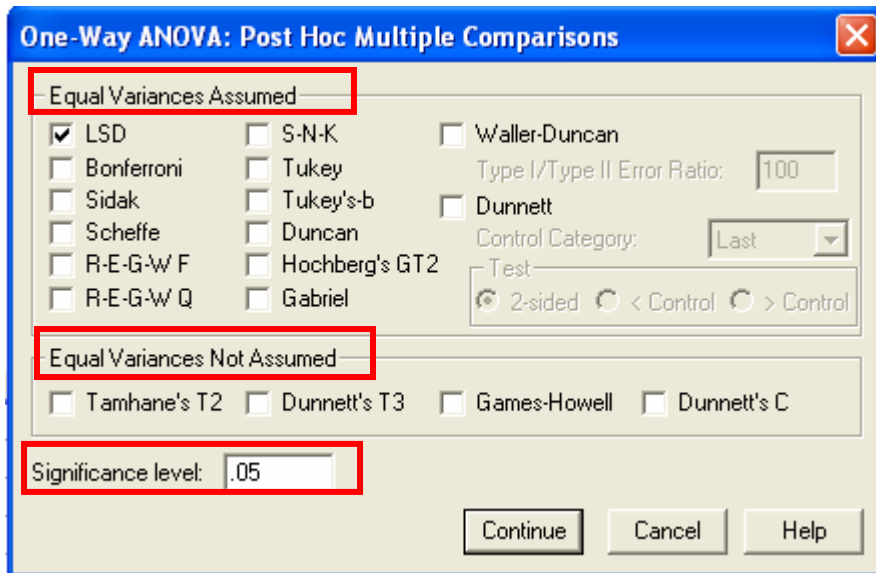 One-Way ANOVA: Post Hoc Multiple Comparisons
Equal Variances Assumed
LSD
S-N-K
Waller-Duncan
Bonferroni
Tukey
Type I/Type II Error Ratio: 100
Sidak
Tukey's-b
Dunnett
Scheffe
Duncan
Control Category: Last
R-E-G-W F
Hochberg's GT2
Test
R-E-G-W Q
Gabriel
2-sided
< Control
> Control
Equal Variances Not Assumed
Tamhane's T2
Dunnett's T3
Games-Howell
Dunnett's C
Significance level: .05
Continue
Cancel
Help